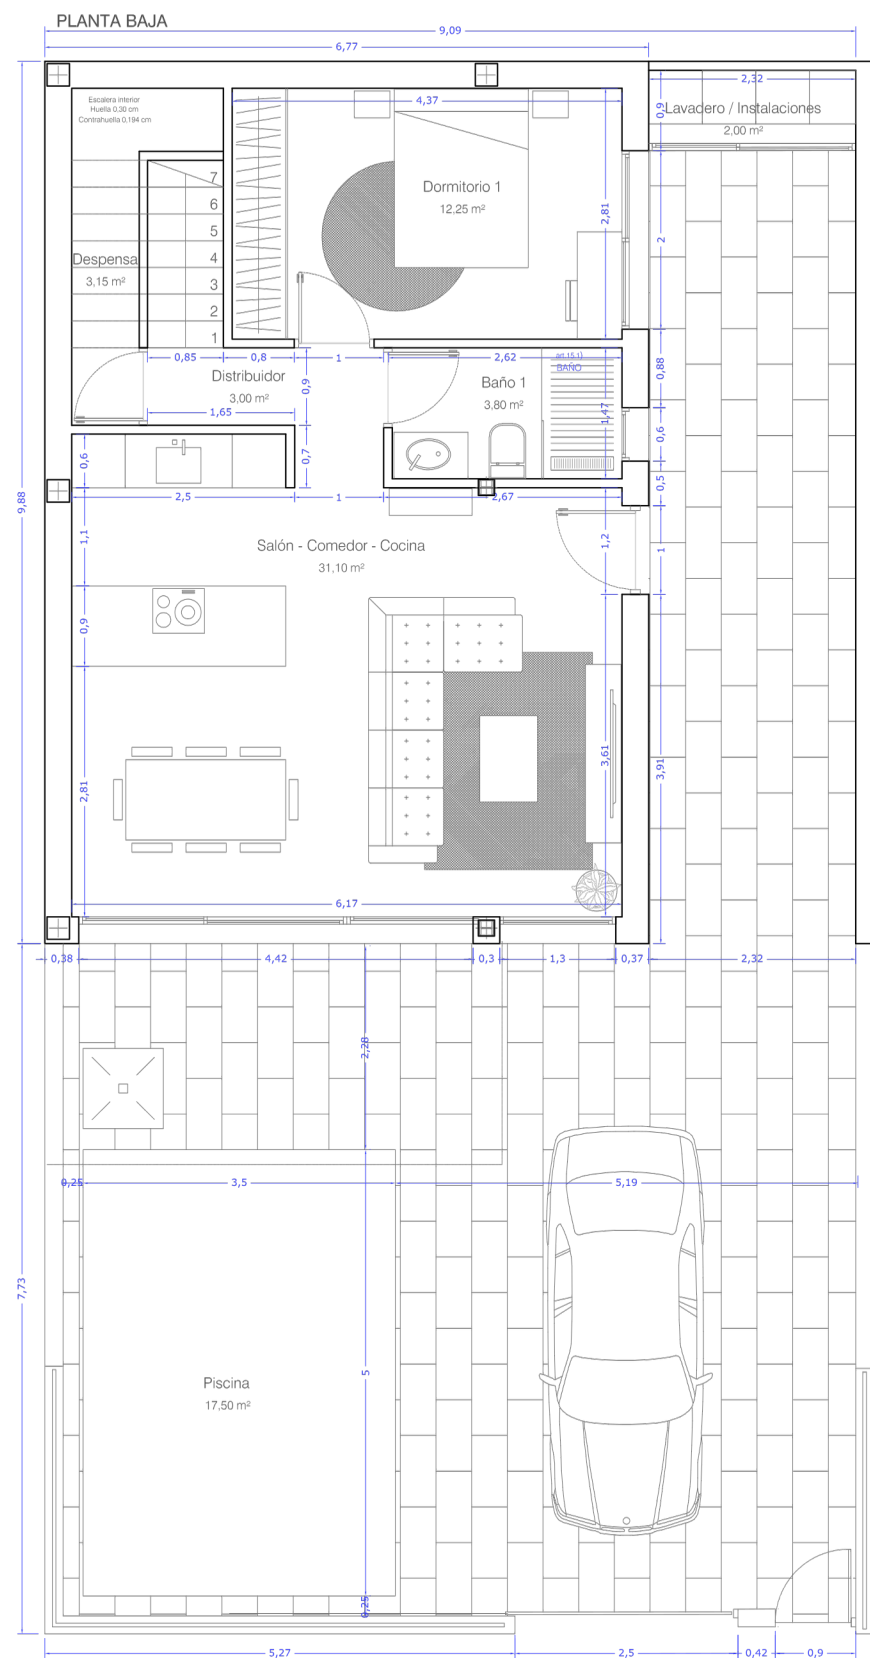 PLANTA BAJA
9,09
6,77
2,32
Escalera interior
Huella 0.30 cm
Contrahuella 0,194 cm
4,37
0,9
Lavadero / Instalaciones
2,00 m²
Dormitorio 1
12,25 m²
2,81
2
7
6
5
4
3
2
1
Despensa
3,15 m²
0,85
0,8
1
2,62
art.15.1)
BAÑO
0,88
Distribuidor
3,00 m²
0,9
Baño 1
3,80 m²
1,65
1,47
0,6
0,6
0,7
0,5
2,5
1
2,67
9,88
1,1
Salón - Comedor - Cocina
31,10 m²
1,2
1
0,9
2,81
3,61
3,91
6,17
0,38
4,42
0,3
1,3
0,37
2,32
2,28
0,25
3,5
5,19
7,73
5
Piscina
17,50 m²
0,25
5,27
2,5
0,42
0,9